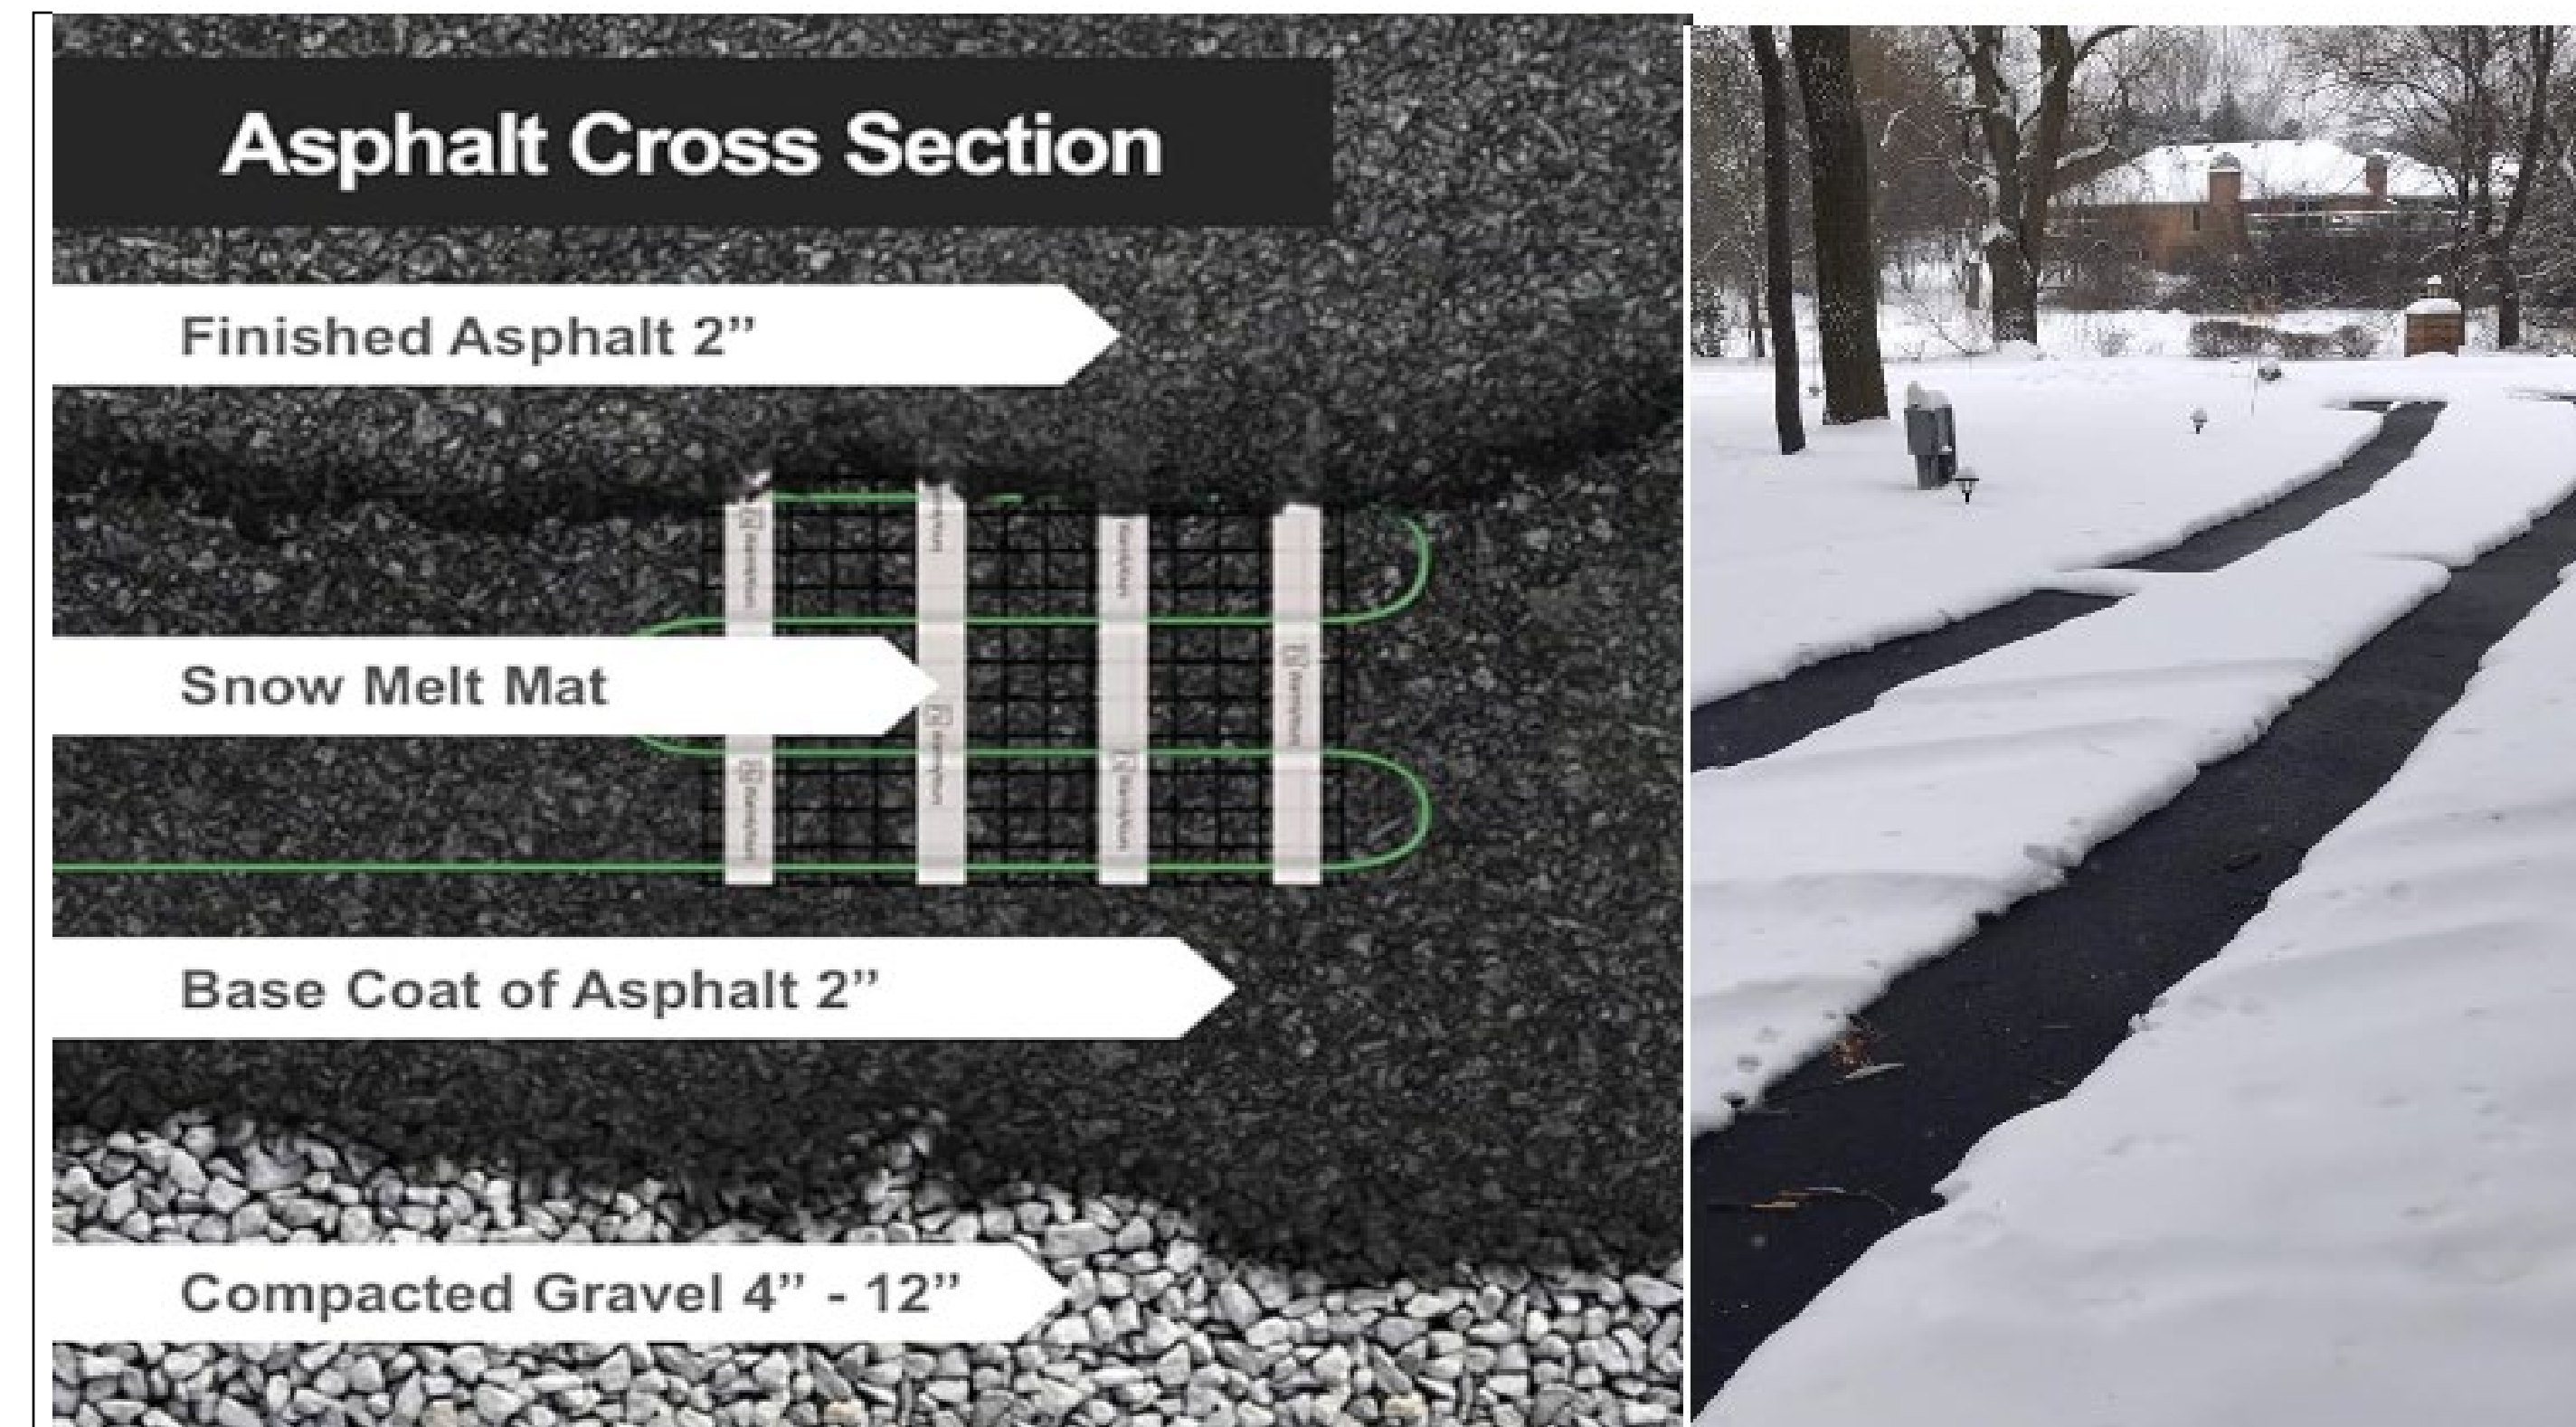 Asphalt Cross Section
Finished Asphalt 2”
Snow Melt Mat
Base Coat of Asphalt 2”
Compacted Gravel 4” - 12”